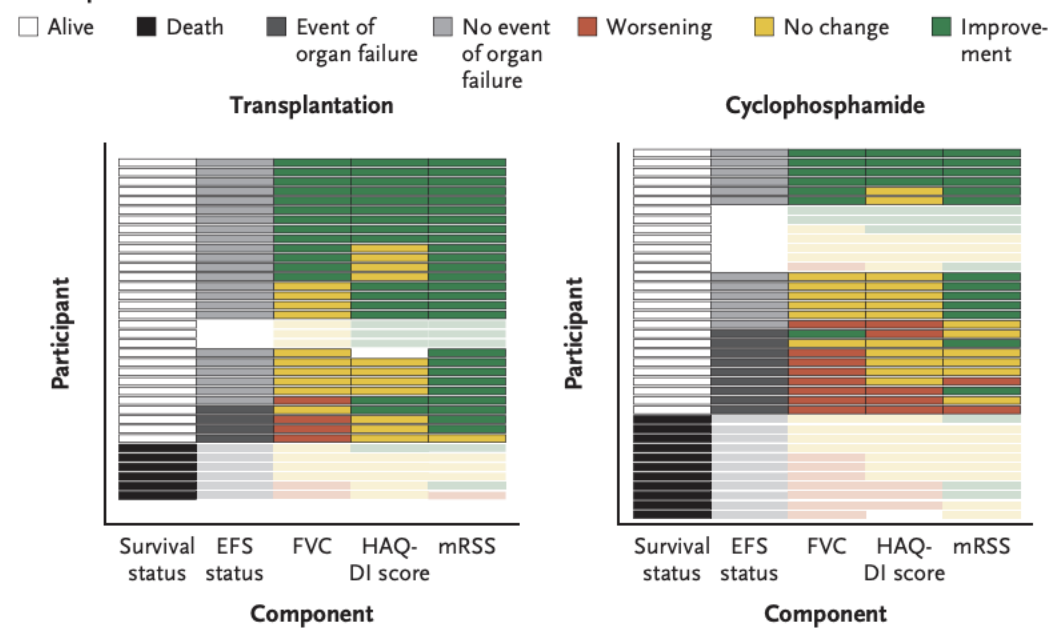 Alive
Death
Event of
organ failure
No event
of organ
failure
Worsening
No change
Improve-
ment
Transplantation
Cyclophosphamide
Participant
Survival
status
EFS
status
FVC
HAQ-
DI score
mRSS
Component
Participant
Survival
status
EFS
status
FVC
HAQ-
DI score
mRSS
Component